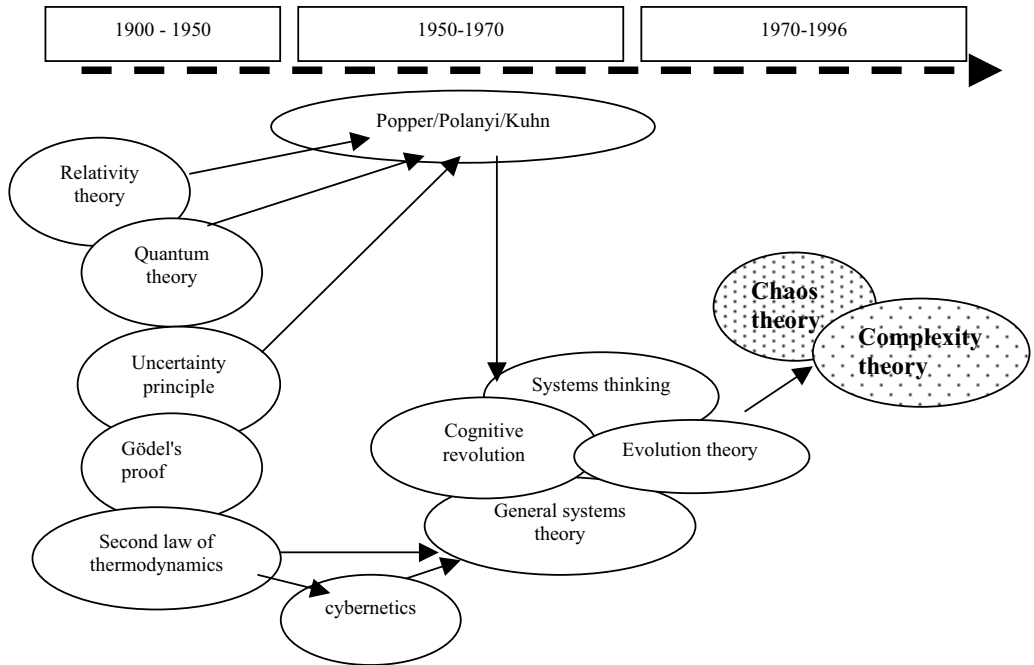 1900 - 1950
1950-1970
1970-1996
Popper/Polanyi/Kuhn
Relativity
theory
Quantum
theory
Uncertainty
principle
Gödel's
proof
Second law of
thermodynamics
cybernetics
Systems thinking
Cognitive
revolution
Evolution theory
General systems
theory
Chaos
theory
Complexity
theory